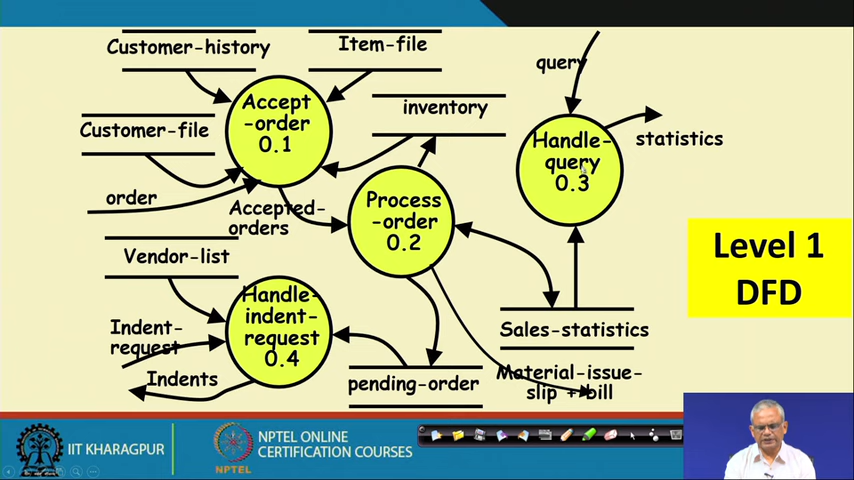 Customer-history
Item-file
query
Accept
-order
0.1
inventory
Customer-file
Handle-
query
0.3
statistics
order
Accepted-
orders
Process
-order
0.2
Level 1
DFD
Vendor-list
Handle-
indent-
request
0.4
Indent-
request
Sales-statistics
Indents
pending-order
Material-issue-
slip + bill
IIT KHARAGPUR
NPTEL
NPTEL ONLINE
CERTIFICATION COURSES